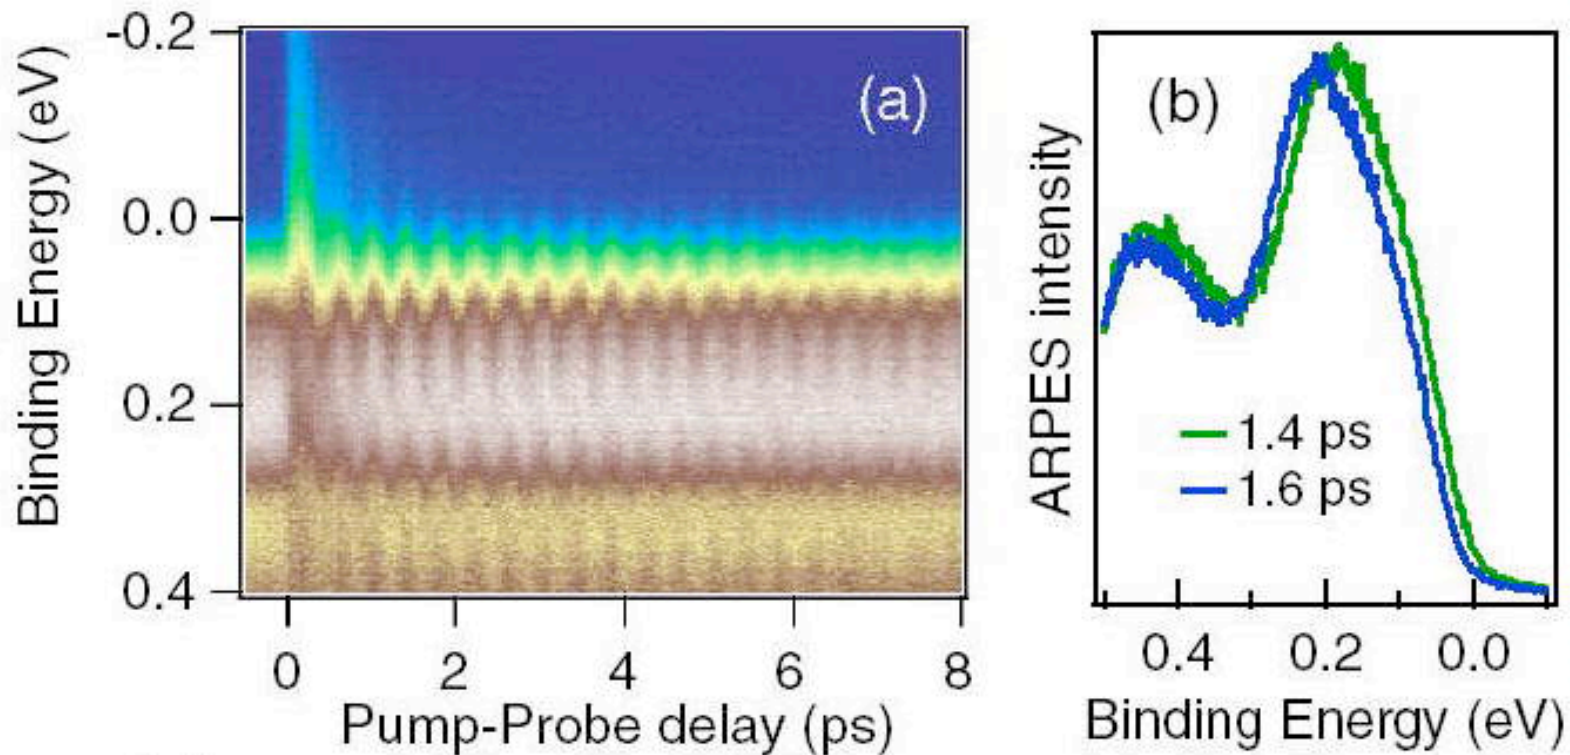 -0.2
0.0
0.2
0.4
Binding Energy (eV)
(a)
0 2 4 6 8
Pump-Probe delay (ps)
(b)
ARPES intensity
1.4 ps
1.6 ps
0.4 0.2 0.0
Binding Energy (eV)